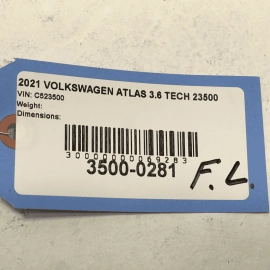 2021 VOLKSWAGEN ATLAS 3.6 TECH 23500
VIN: C523500
Weight:
Dimensions:
3000000069283
3500-0281
F.L.